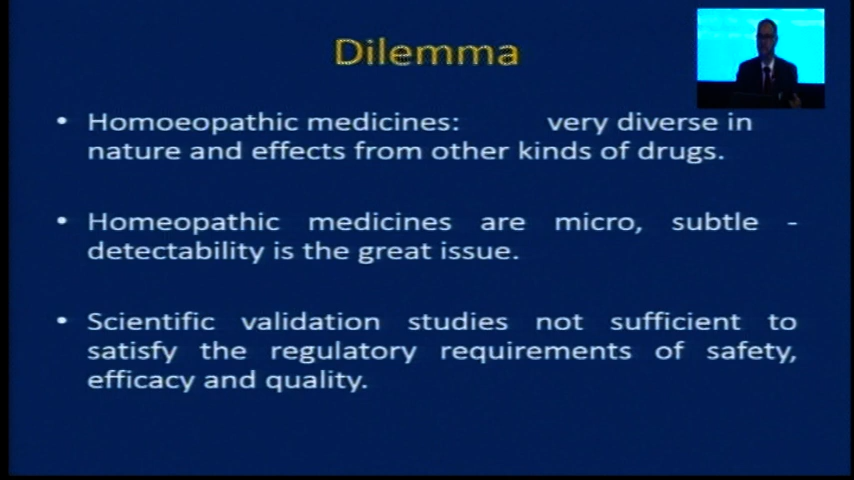 Dilemma
• Homoeopathic medicines: very diverse in
nature and effects from other kinds of drugs.
• Homeopathic medicines are micro, subtle -
detectability is the great issue.
• Scientific validation studies not sufficient to
satisfy the regulatory requirements of safety,
efficacy and quality.